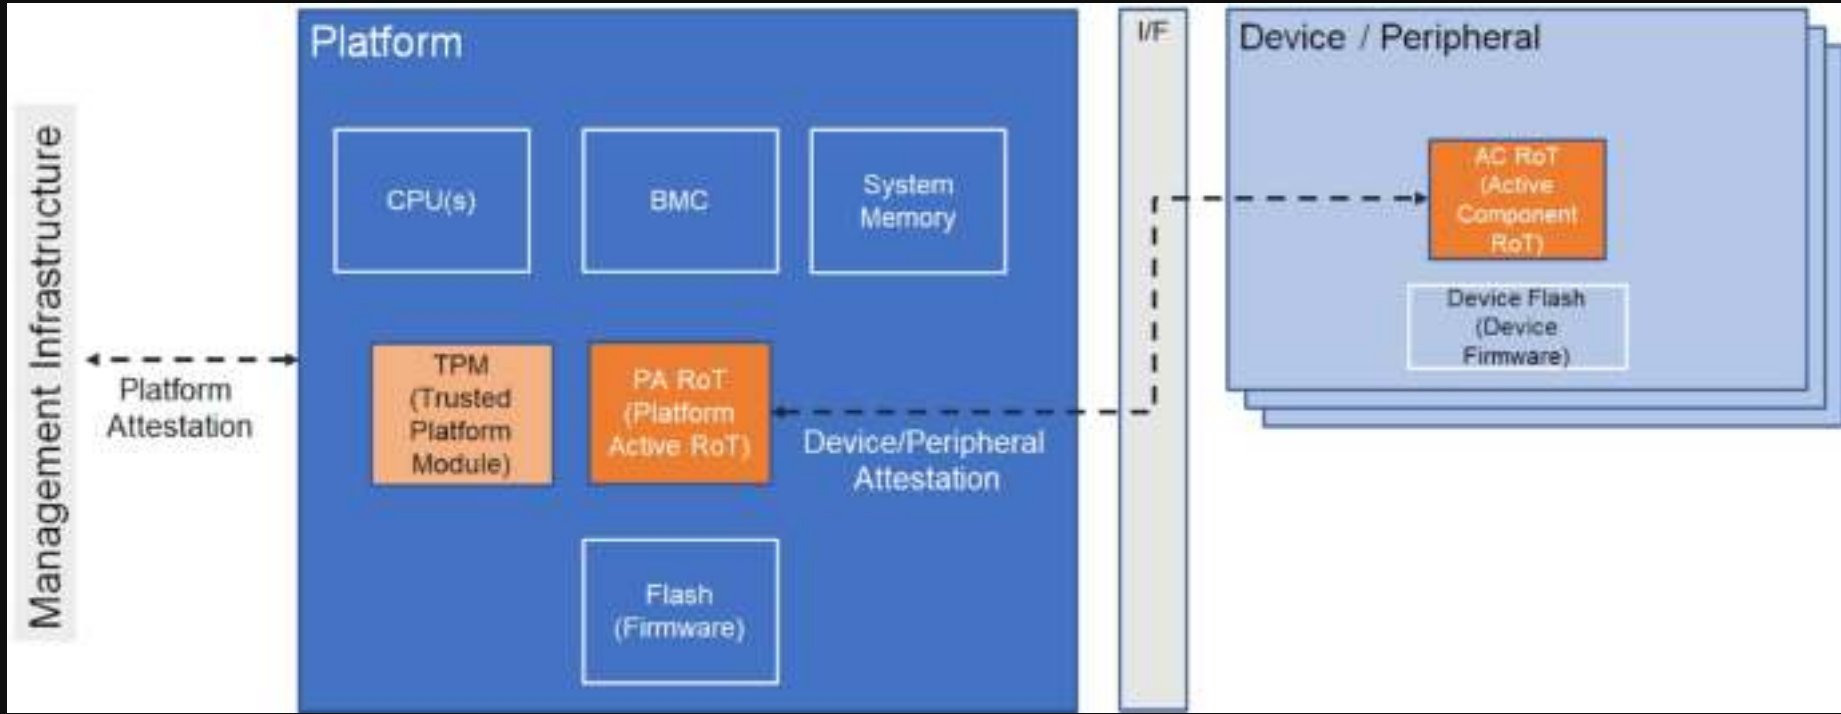 Management Infrastructure
Platform
Attestation
Platform
CPU(s)
BMC
System
Memory
TPM
(Trusted
Platform
Module)
PA RoT
(Platform
Active RoT)
Device/Peripheral
Attestation
Flash
(Firmware)
I/F
Device / Peripheral
AC RoT
(Active
Component
RoT)
Device Flash
(Device
Firmware)